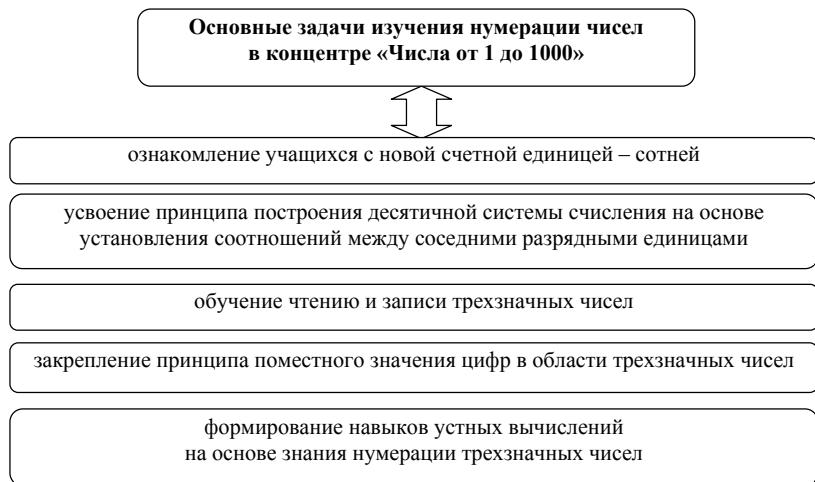 Основные задачи изучения нумерации чисел
в концентре «Числа от 1 до 1000»
ознакомление учащихся с новой счетной единицей – сотней
усвоение принципа построения десятичной системы счисления на основе
установления соотношений между соседними разрядными единицами
обучение чтению и записи трехзначных чисел
закрепление принципа поместного значения цифр в области трехзначных чисел
формирование навыков устных вычислений
на основе знания нумерации трехзначных чисел